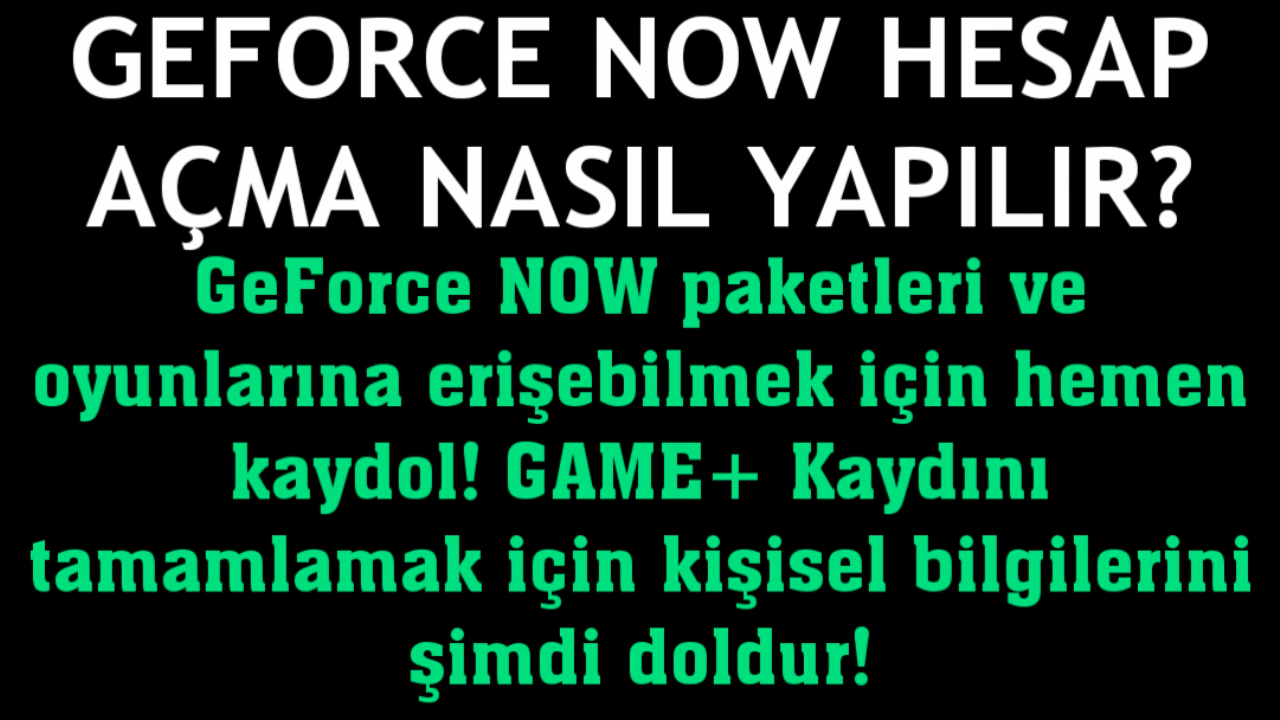 GEFORCE NOW HESAP
AÇMA NASIL YAPILIR?
GeForce NOW paketleri ve
oyunlarına erişebilmek için hemen
kaydol! GAME+ Kaydını
tamamlamak için kişisel bilgilerini
şimdi doldur!